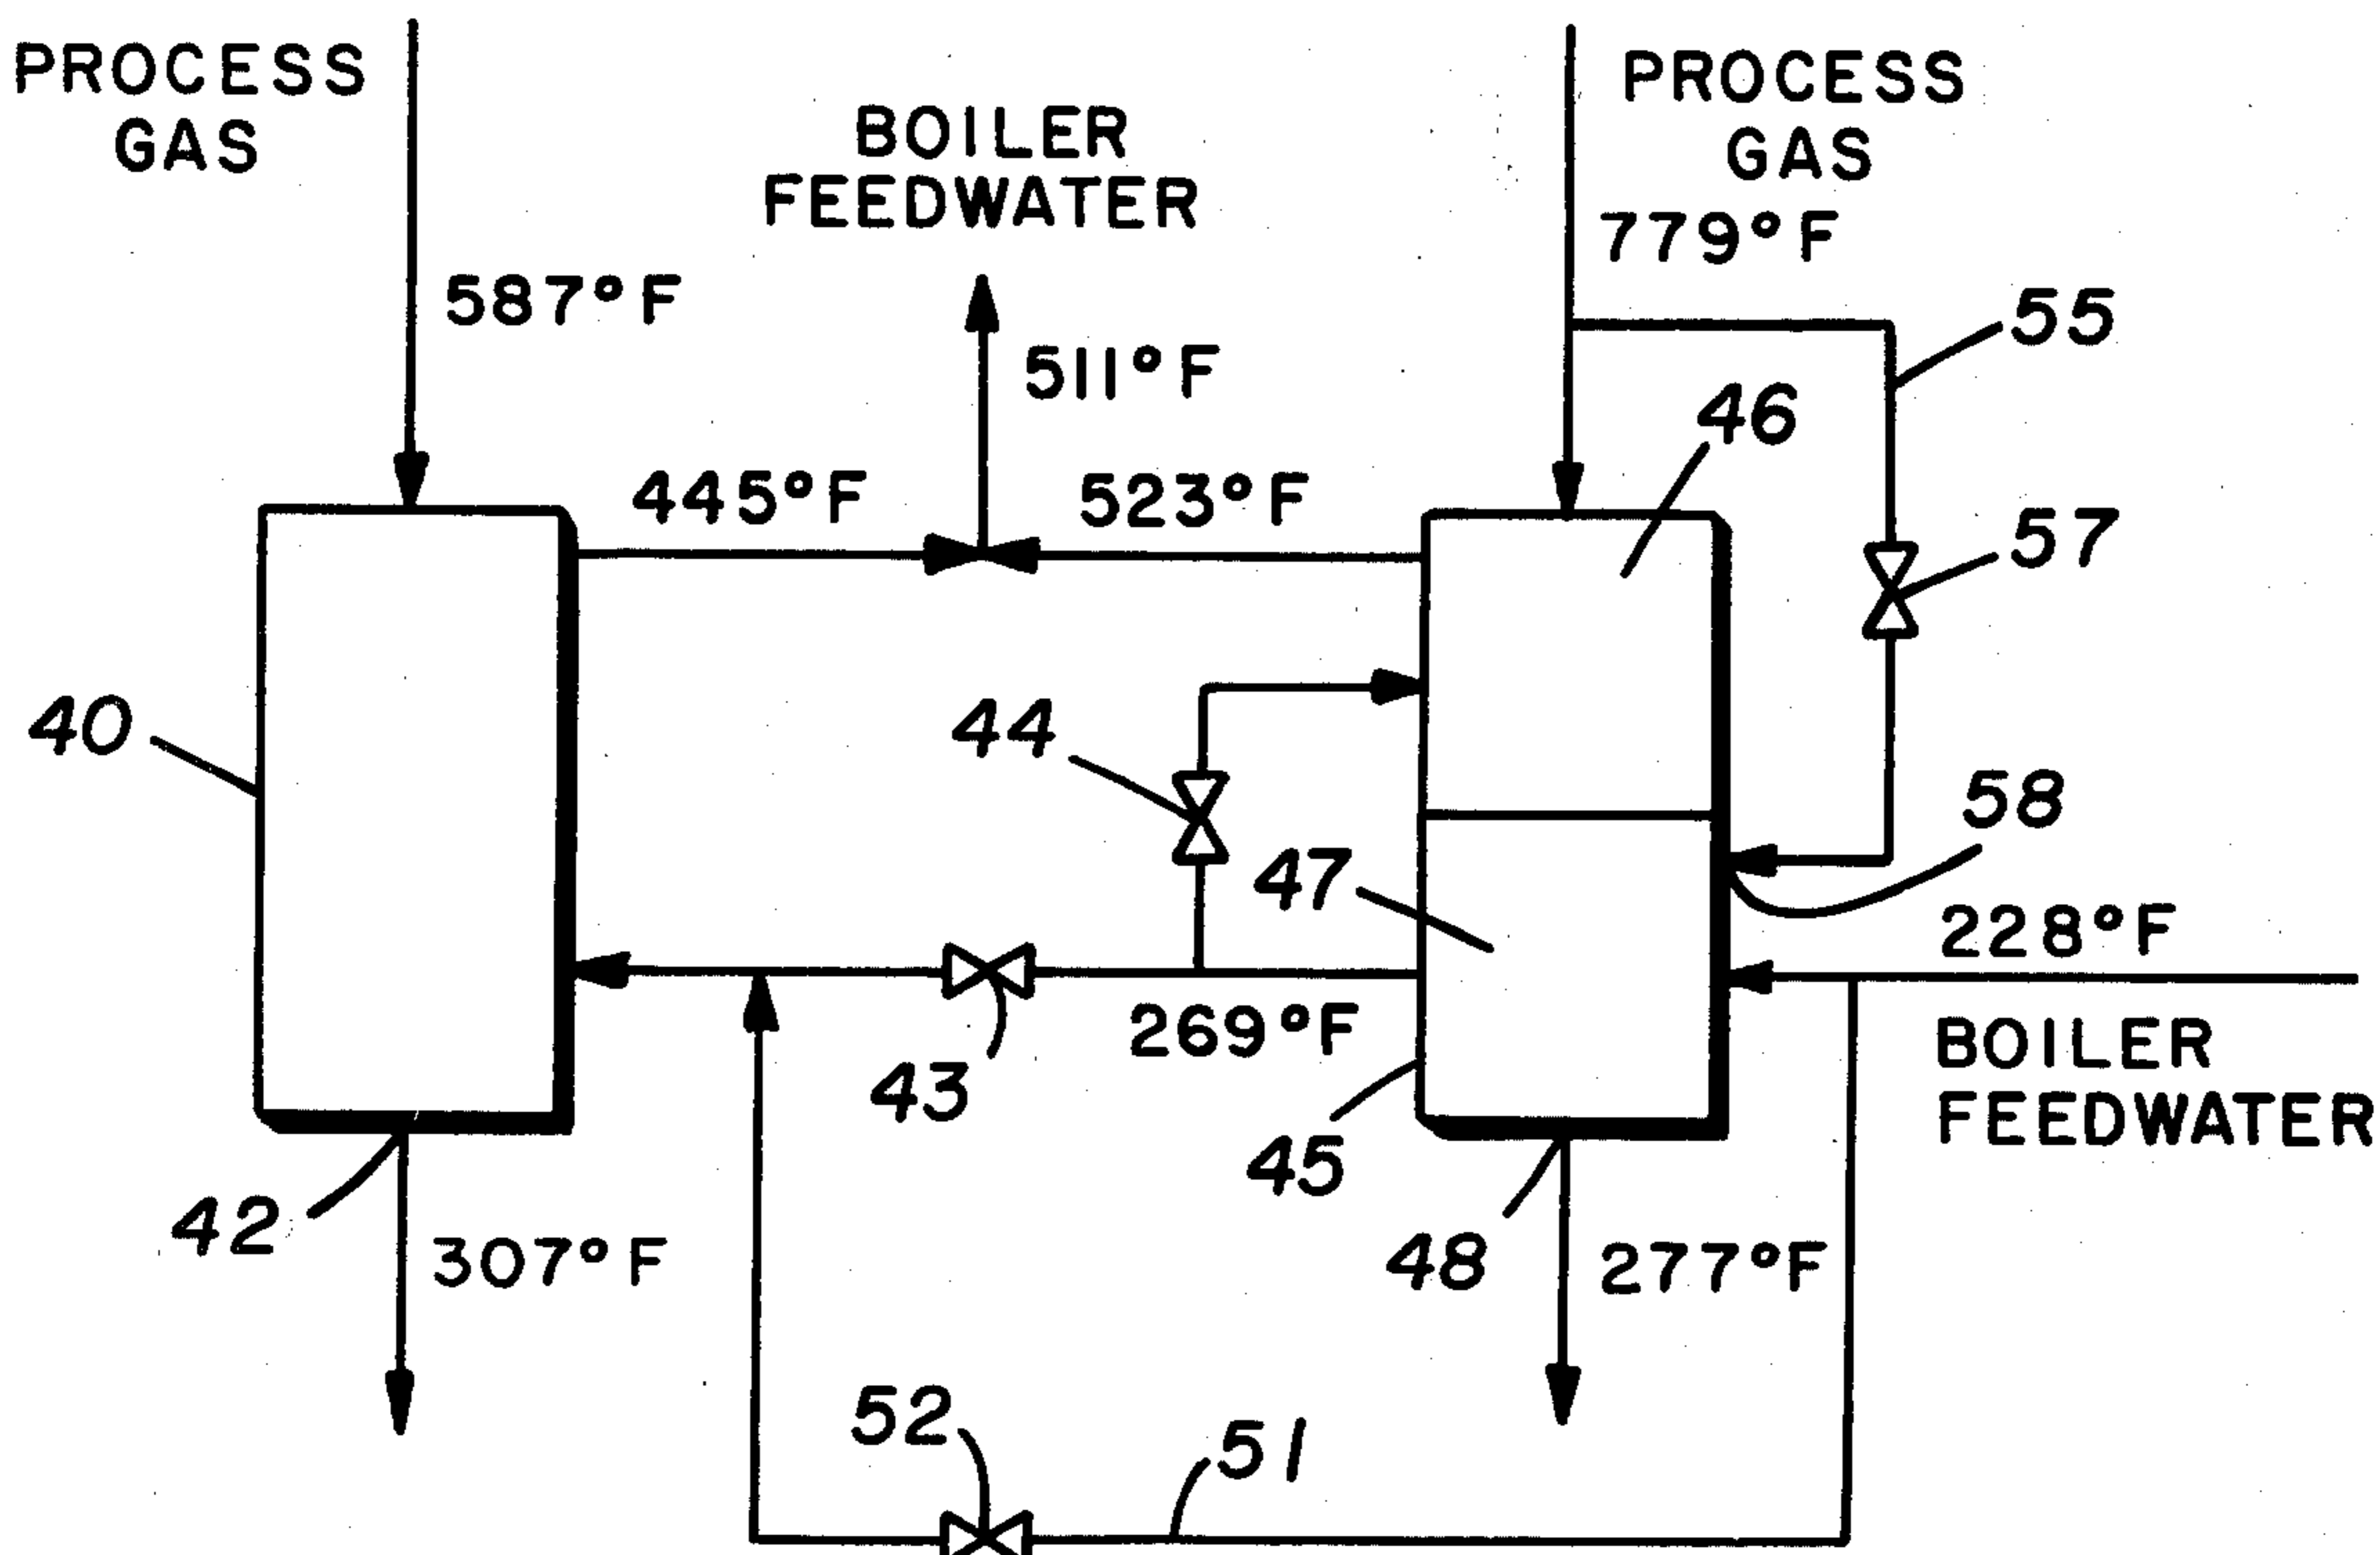 PROCESS
GAS
BOILER
FEEDWATER
PROCESS
GAS
779°F
587°F
511°F
55
46
445°F
523°F
57
40
44
58
47
228°F
269°F
BOILER
FEEDWATER
43
45
42
307°F
48
277°F
52
51